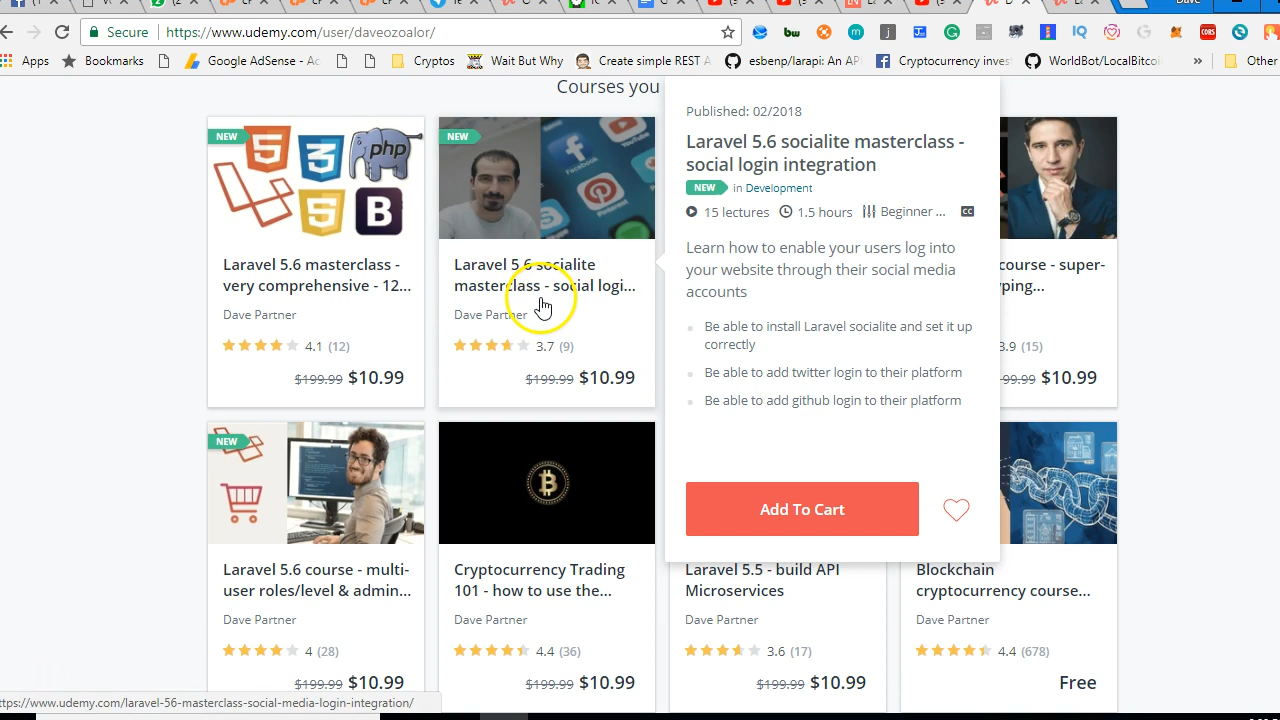 Dave
Secure https://www.udemy.com/user/daveozoalor/
Apps Bookmarks Google AdSense - Ac Cryptos Wait But Why Create simple REST A esbenp/larapi: An AP Cryptocurrency inves WorldBot/LocalBitcoi » Other
Courses you
NEW
php
B
Laravel 5.6 masterclass -
very comprehensive - 12...
Dave Partner
4.1 (12)
$199.99 $10.99
NEW
Laravel 5.6 socialite
masterclass - social logi...
Dave Partner
3.7 (9)
$199.99 $10.99
Published: 02/2018
Laravel 5.6 socialite masterclass -
social login integration
NEW in Development
15 lectures 1.5 hours Beginner ... CC
Learn how to enable your users log into
your website through their social media
accounts
Be able to install Laravel socialite and set it up
correctly
Be able to add twitter login to their platform
Be able to add github login to their platform
Add To Cart
course - super-
yping...
3.9 (15)
99.99 $10.99
NEW
Laravel 5.6 course - multi-
user roles/level & admin...
Dave Partner
4 (28)
$199.99 $10.99
Cryptocurrency Trading
101 - how to use the...
Dave Partner
4.4 (36)
$199.99 $10.99
Laravel 5.5 - build API
Microservices
Dave Partner
3.6 (17)
$199.99 $10.99
Blockchain
cryptocurrency course...
Dave Partner
4.4 (678)
Free
ttps://www.udemy.com/laravel-56-masterclass-social-media-login-integration/